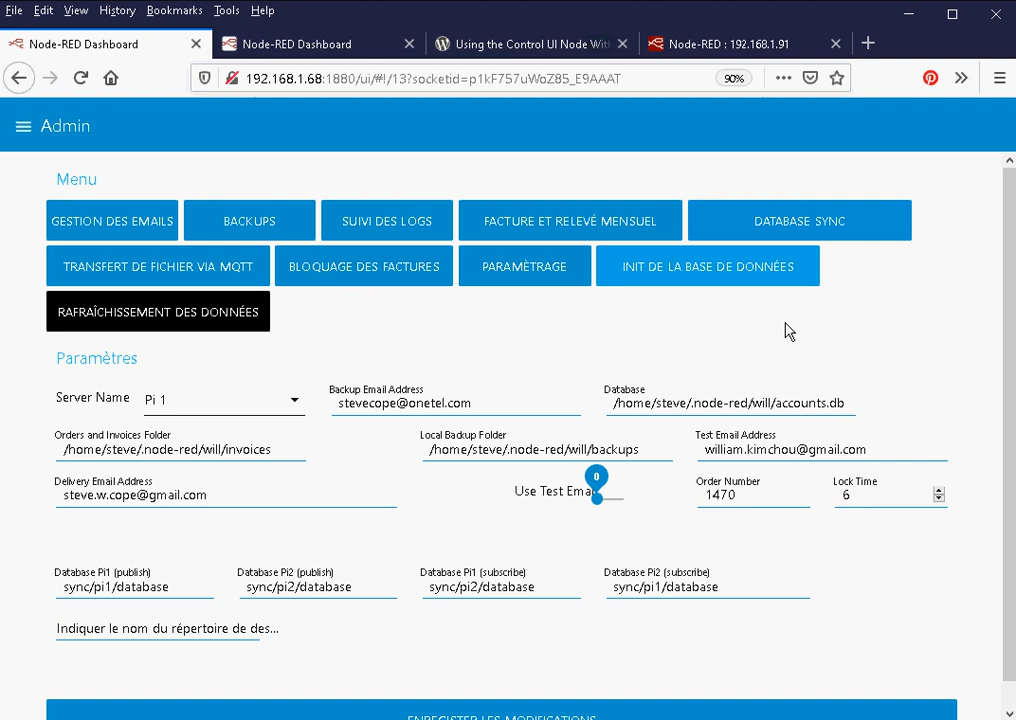 File Edit View History Bookmarks Tools Help
Node-RED Dashboard Node-RED Dashboard Using the Control UI Node Wit Node-RED : 192.168.1.91
192.168.1.68:1880/ui/#!/13?socketid=p1kF757uWoZ85_E9AAAT 90%
Admin
Menu
GESTION DES EMAILS BACKUPS SUIVI DES LOGS FACTURE ET RELEVÉ MENSUEL DATABASE SYNC
TRANSFERT DE FICHIER VIA MQTT BLOQUAGE DES FACTURES PARAMÈTRAGE INIT DE LA BASE DE DONNÉES
RAFRAÎCHISSEMENT DES DONNÉES
Paramètres
Server Name Pi 1
Backup Email Address
stevecope@onetel.com
Database
/home/steve/.node-red/will/accounts.db
Orders and Invoices Folder
/home/steve/.node-red/will/invoices
Local Backup Folder
/home/steve/.node-red/will/backups
Test Email Address
william.kimchou@gmail.com
Delivery Email Address
steve.w.cope@gmail.com
Use Test Ema
0
Order Number
1470
Lock Time
6
Database Pi1 (publish)
sync/pi1/database
Database Pi2 (publish)
sync/pi2/database
Database Pi1 (subscribe)
sync/pi2/database
Database Pi2 (subscribe)
sync/pi1/database
Indiquer le nom du répertoire de des...
ENREGISTRER LES MODIFICATIONS